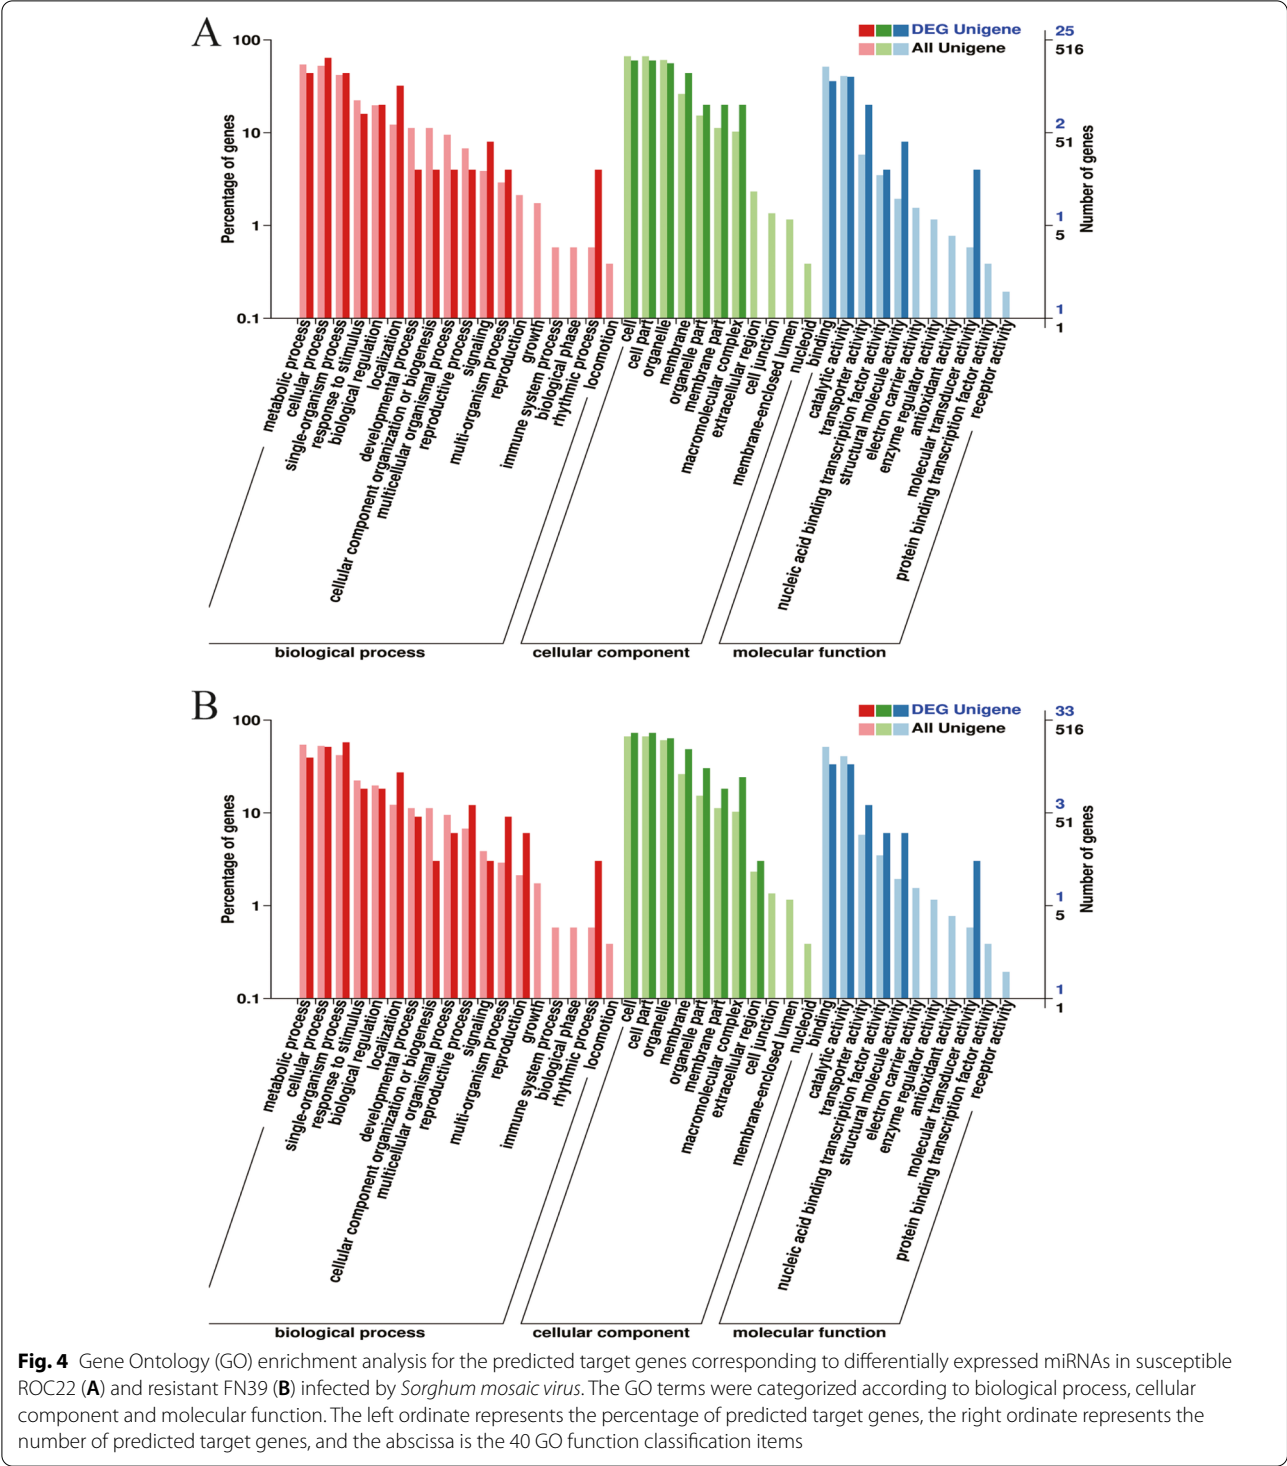 A
DEG Unigene
All Unigene
100
10
1
0.1
Percentage of genes
25
516
2
51
1
5
1
1
Number of genes
metabolic process
cellular process
single-organism process
response to stimulus
biological regulation
localization
developmental process
cellular component organization or biogenesis
multicellular organismal process
reproductive process
signaling
multi-organism process
reproduction
growth
immune system process
biological phase
rhythmic process
locomotion
cell
cell part
organelle
membrane
organelle part
membrane part
macromolecular complex
extracellular region
cell junction
membrane-enclosed lumen
nucleoid
binding
catalytic activity
transporter activity
nucleic acid binding transcription factor activity
structural molecule activity
electron carrier activity
enzyme regulator activity
antioxidant activity
molecular transducer activity
protein binding transcription factor activity
receptor activity
biological process
cellular component
molecular function
B
DEG Unigene
All Unigene
100
10
1
0.1
Percentage of genes
33
516
3
51
1
5
1
1
Number of genes
metabolic process
cellular process
single-organism process
response to stimulus
biological regulation
localization
developmental process
cellular component organization or biogenesis
multicellular organismal process
reproductive process
signaling
multi-organism process
reproduction
growth
immune system process
biological phase
rhythmic process
locomotion
cell
cell part
organelle
membrane
organelle part
membrane part
macromolecular complex
extracellular region
cell junction
membrane-enclosed lumen
nucleoid
binding
catalytic activity
transporter activity
nucleic acid binding transcription factor activity
structural molecule activity
electron carrier activity
enzyme regulator activity
antioxidant activity
molecular transducer activity
protein binding transcription factor activity
receptor activity
biological process
cellular component
molecular function
Fig. 4 Gene Ontology (GO) enrichment analysis for the predicted target genes corresponding to differentially expressed miRNAs in susceptible
ROC22 (A) and resistant FN39 (B) infected by Sorghum mosaic virus. The GO terms were categorized according to biological process, cellular
component and molecular function. The left ordinate represents the percentage of predicted target genes, the right ordinate represents the
number of predicted target genes, and the abscissa is the 40 GO function classification items